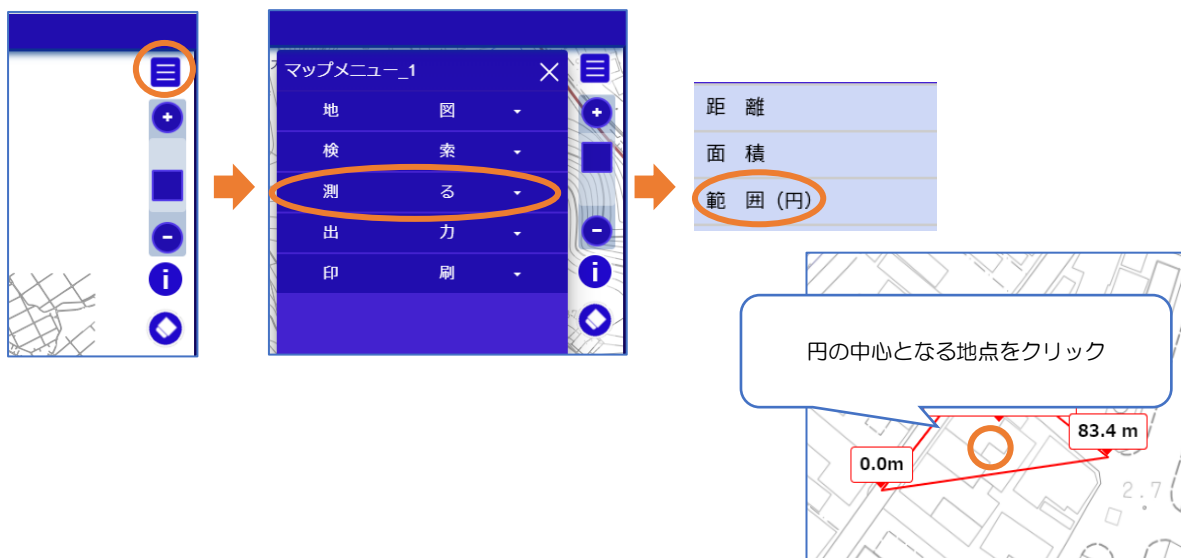 マップメニュー_1
地 図
検 索
測 る
出 力
印 刷
距 離
面 積
範 囲（円）
円の中心となる地点をクリック
83.4 m
0.0m
2.7